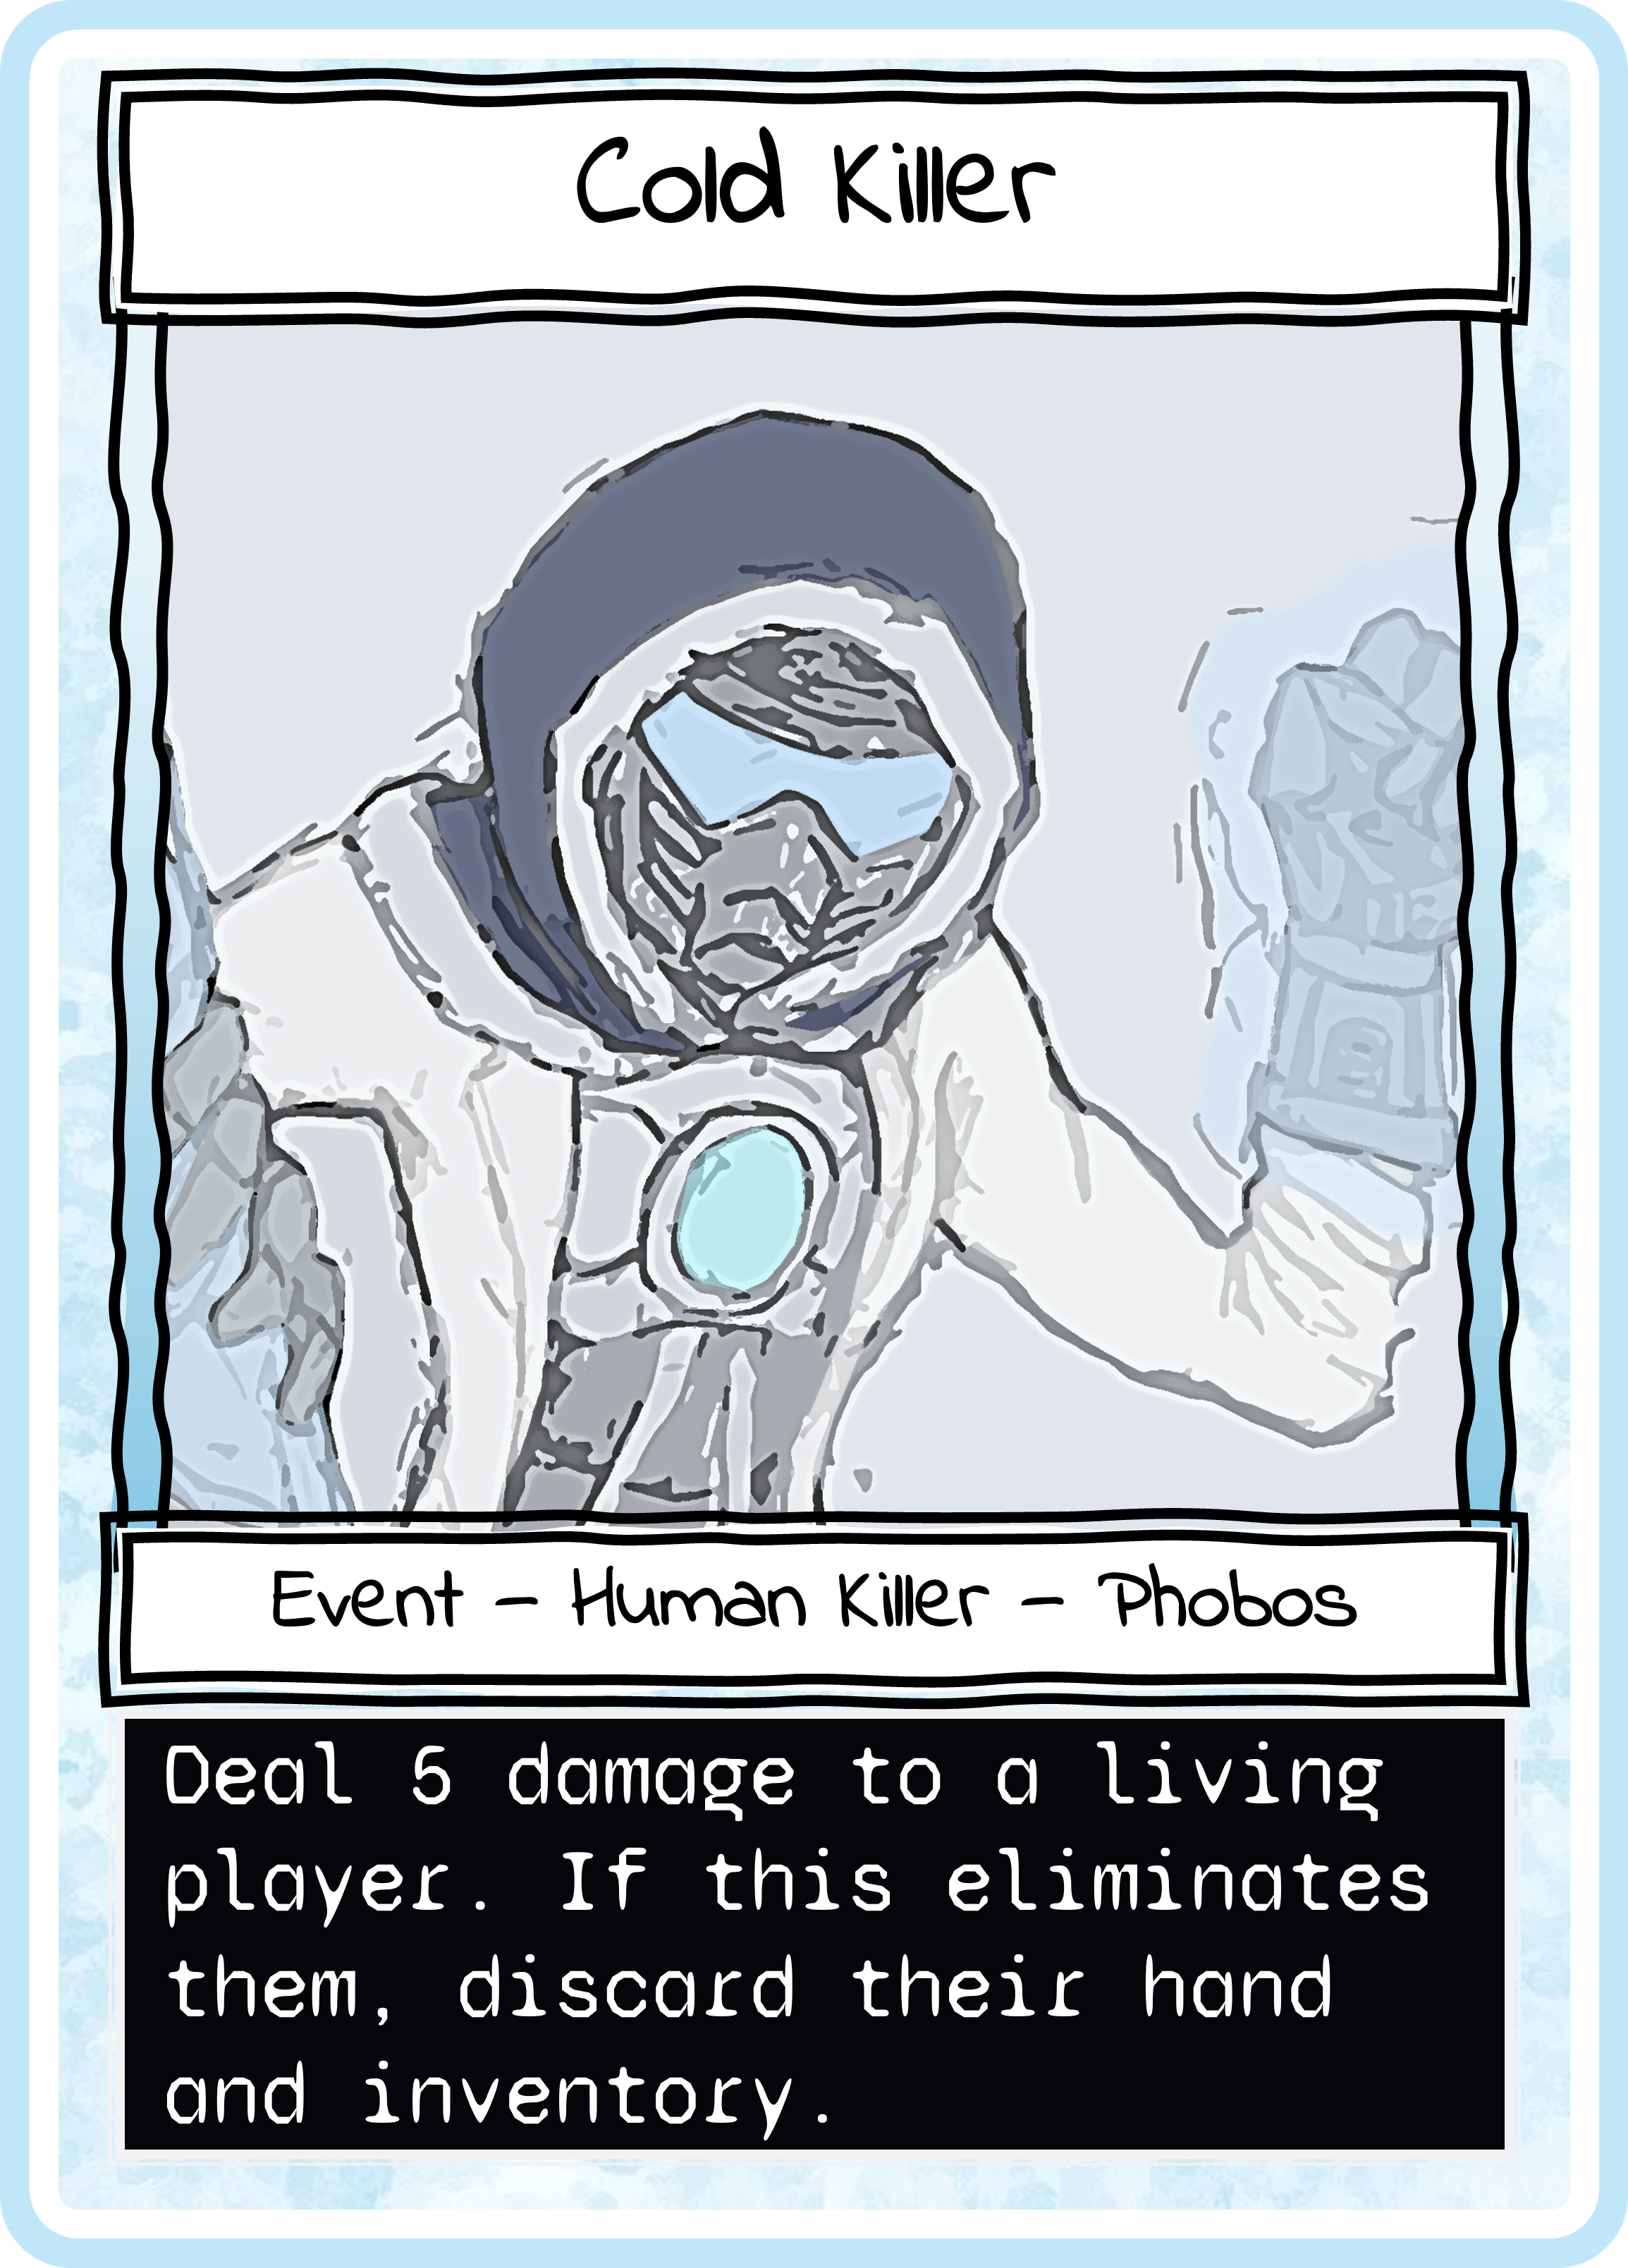 Cold Killer
Event - Human Killer - Phobos
Deal 6 damage to a living
player. If this eliminates
them, discard their hand
and inventory.